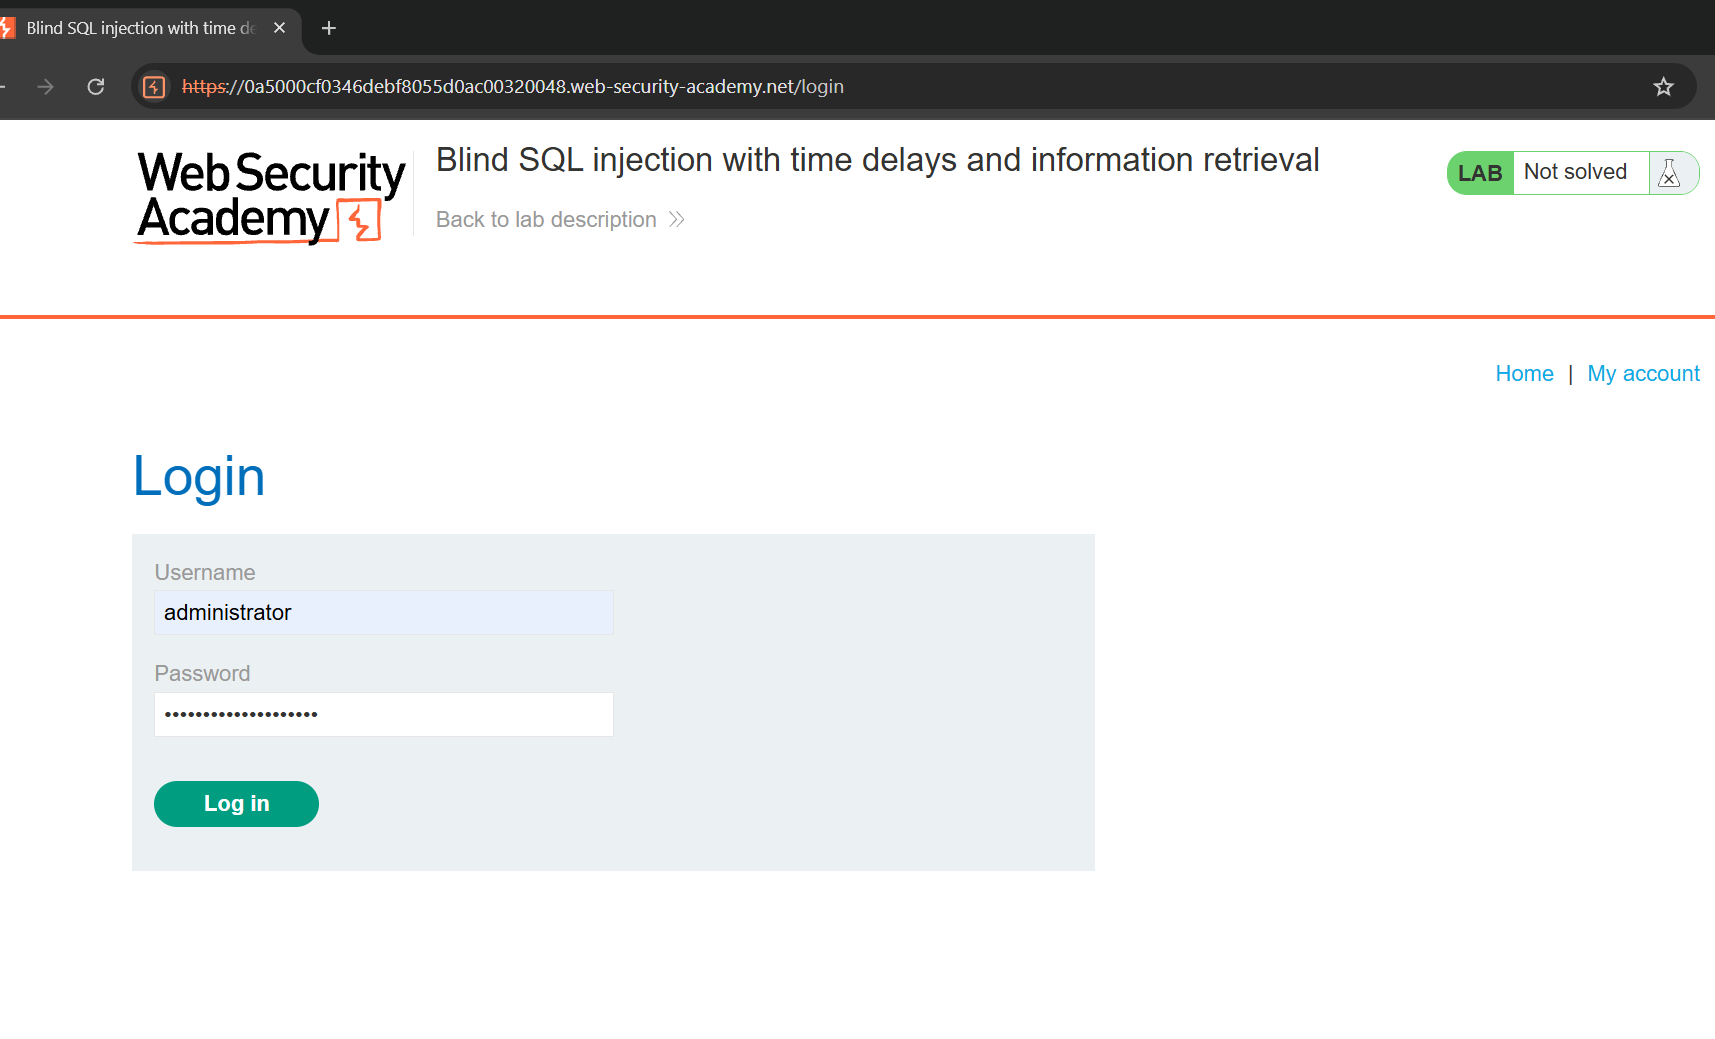 Blind SQL injection with time de
https://0a5000cf0346debf8055d0ac00320048.web-security-academy.net/login
Web Security
Academy
Blind SQL injection with time delays and information retrieval
Back to lab description
LAB Not solved
Home | My account
Login
Username
administrator
Password
••••••••••••••••••••
Log in